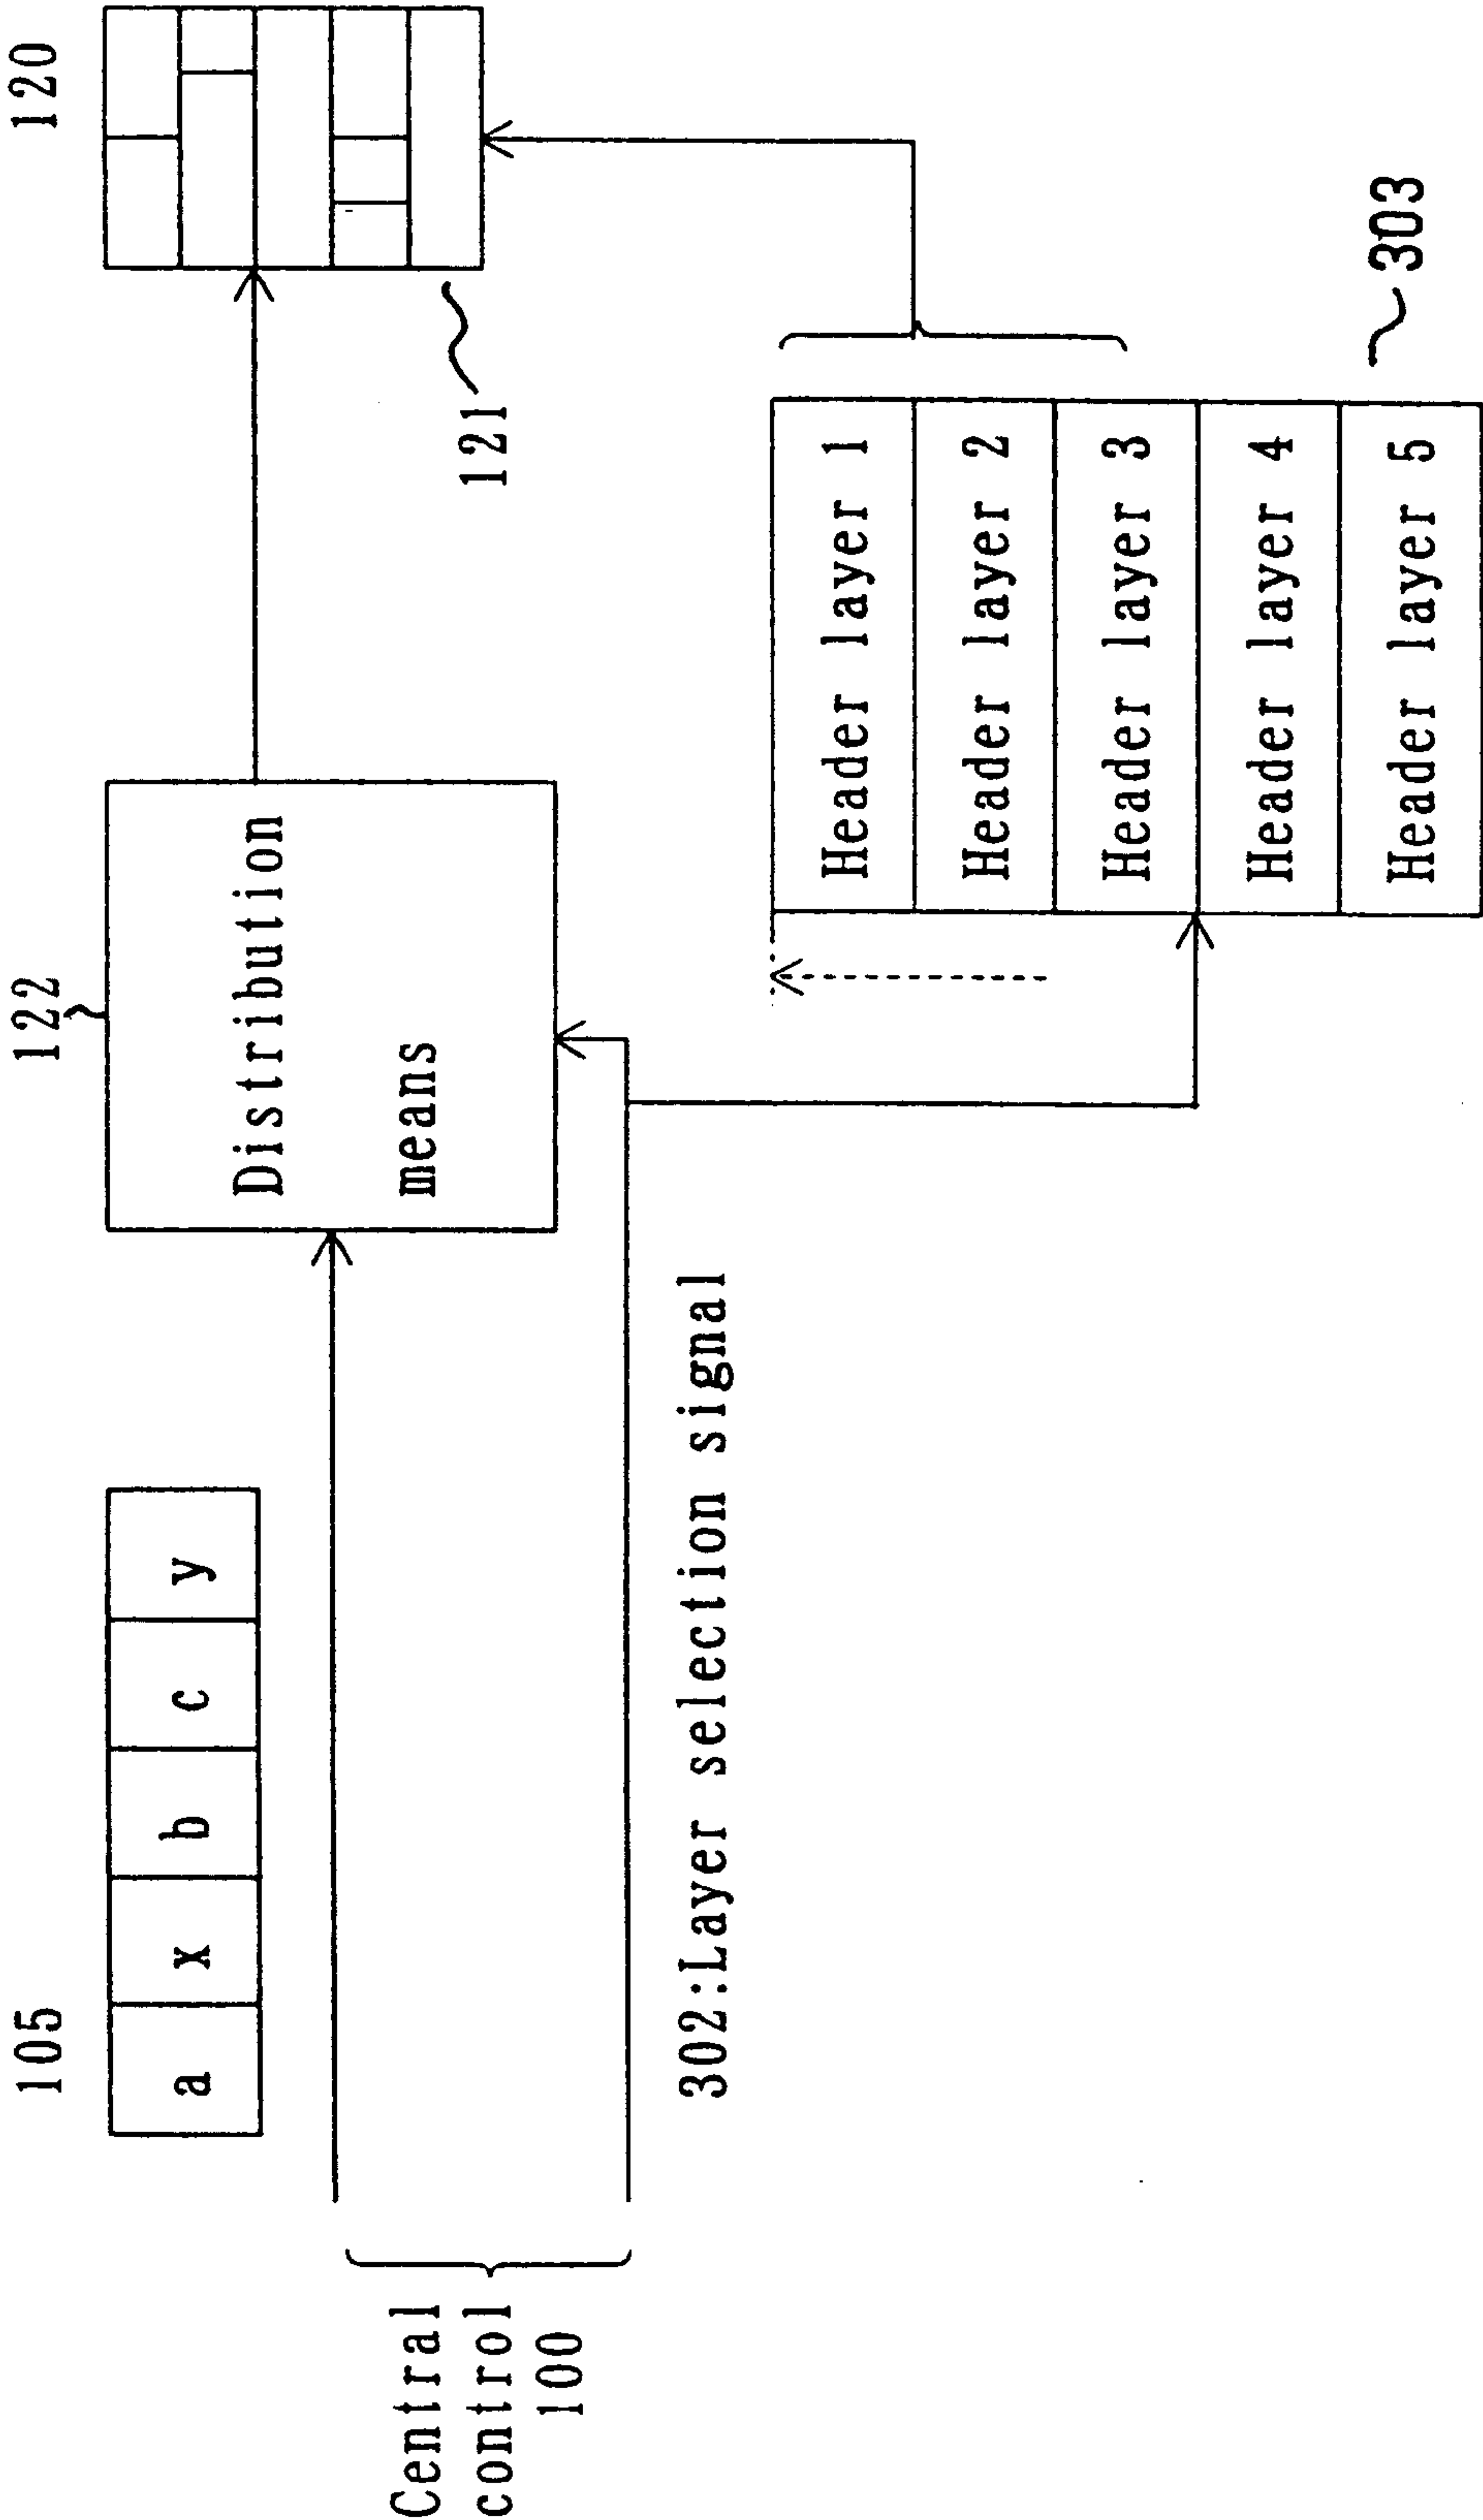 105
122
120
a x b c y
Distribution
means
121
Central
control
100
302:Layer selection signal
Header layer 1
Header layer 2
Header layer 3
Header layer 4
Header layer 5
303